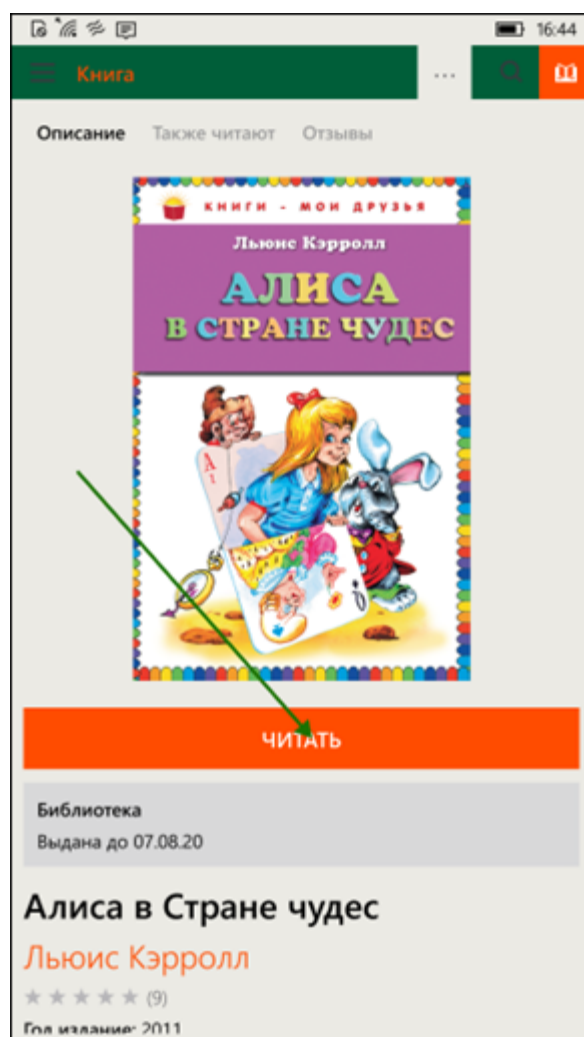 16:44
Книга
...
Описание Также читают Отзывы
КНИГИ - МОИ ДРУЗЬЯ
Льюис Кэрролл
АЛИСА
В СТРАНЕ ЧУДЕС
А
ЧИТАТЬ
Библиотека
Выдана до 07.08.20
Алиса в Стране чудес
Льюис Кэрролл
(9)
Год издание: 2011